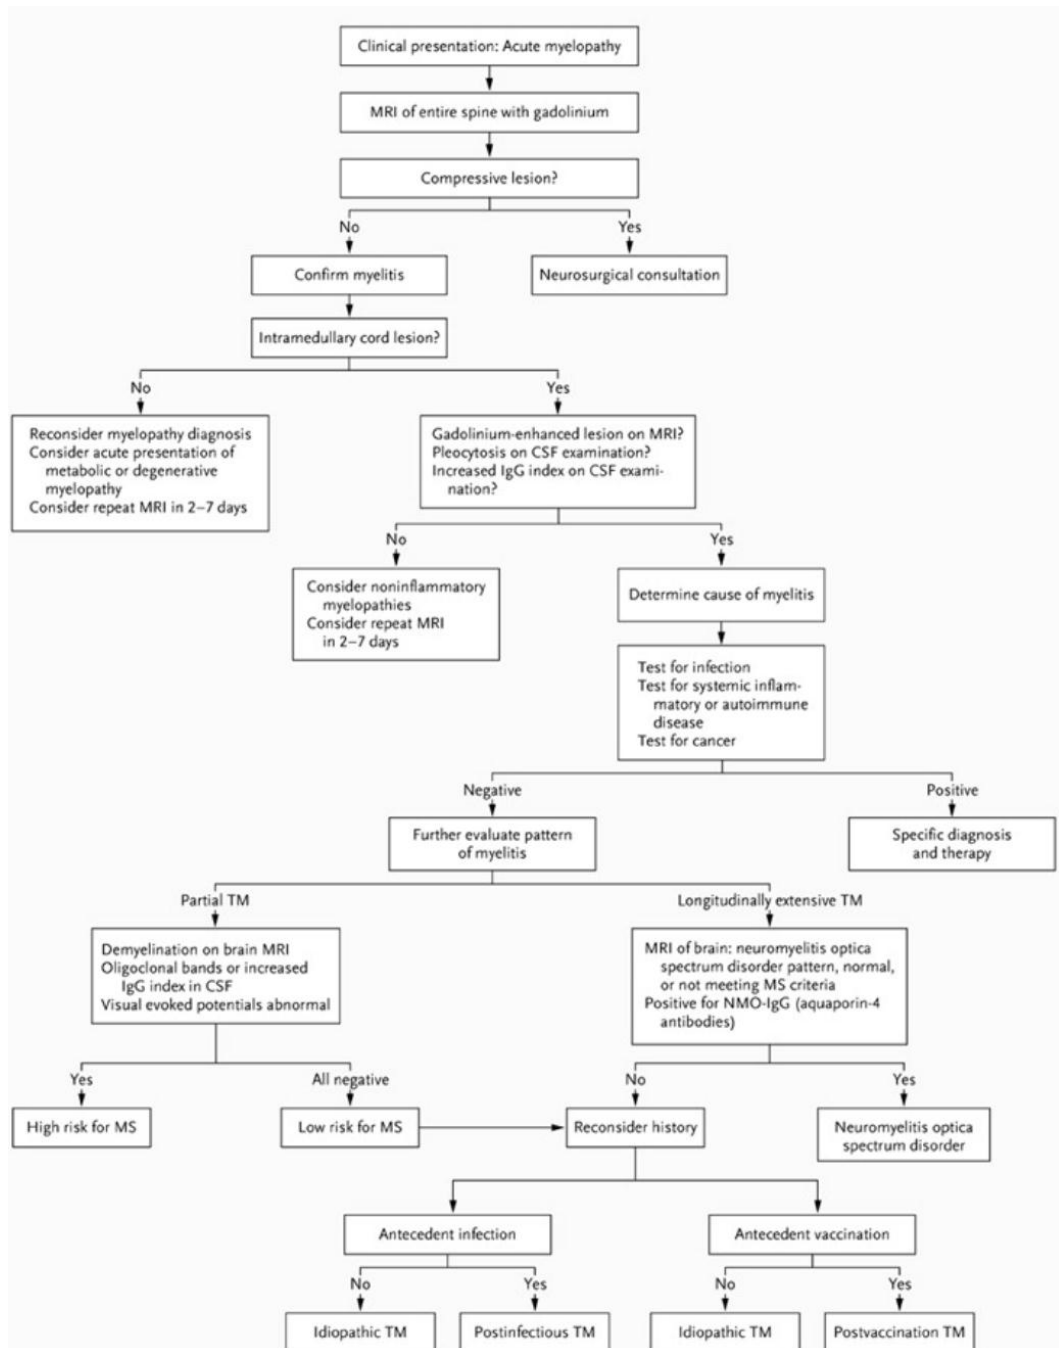 Clinical presentation: Acute myelopathy
MRI of entire spine with gadolinium
Compressive lesion?
No
Yes
Confirm myelitis
Neurosurgical consultation
Intramedullary cord lesion?
No
Yes
Reconsider myelopathy diagnosis
Consider acute presentation of
metabolic or degenerative
myelopathy
Consider repeat MRI in 2–7 days
Gadolinium-enhanced lesion on MRI?
Pleocytosis on CSF examination?
Increased IgG index on CSF exami-
nation?
No
Yes
Consider noninflammatory
myelopathies
Consider repeat MRI
in 2–7 days
Determine cause of myelitis
Test for infection
Test for systemic inflam-
matory or autoimmune
disease
Test for cancer
Negative
Positive
Further evaluate pattern
of myelitis
Specific diagnosis
and therapy
Partial TM
Longitudinally extensive TM
Demyelination on brain MRI
Oligoclonal bands or increased
IgG index in CSF
Visual evoked potentials abnormal
MRI of brain: neuromyelitis optica
spectrum disorder pattern, normal,
or not meeting MS criteria
Positive for NMO-IgG (aquaporin-4
antibodies)
Yes
All negative
No
Yes
High risk for MS
Low risk for MS
Reconsider history
Neuromyelitis optica
spectrum disorder
Antecedent infection
Antecedent vaccination
No
Yes
No
Yes
Idiopathic TM
Postinfectious TM
Idiopathic TM
Postvaccination TM